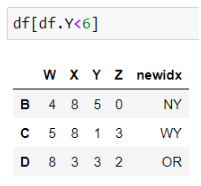 df[df.Y<6]
W X Y Z newidx
B 4 8 5 0 NY
C 5 8 1 3 WY
D 8 3 3 2 OR